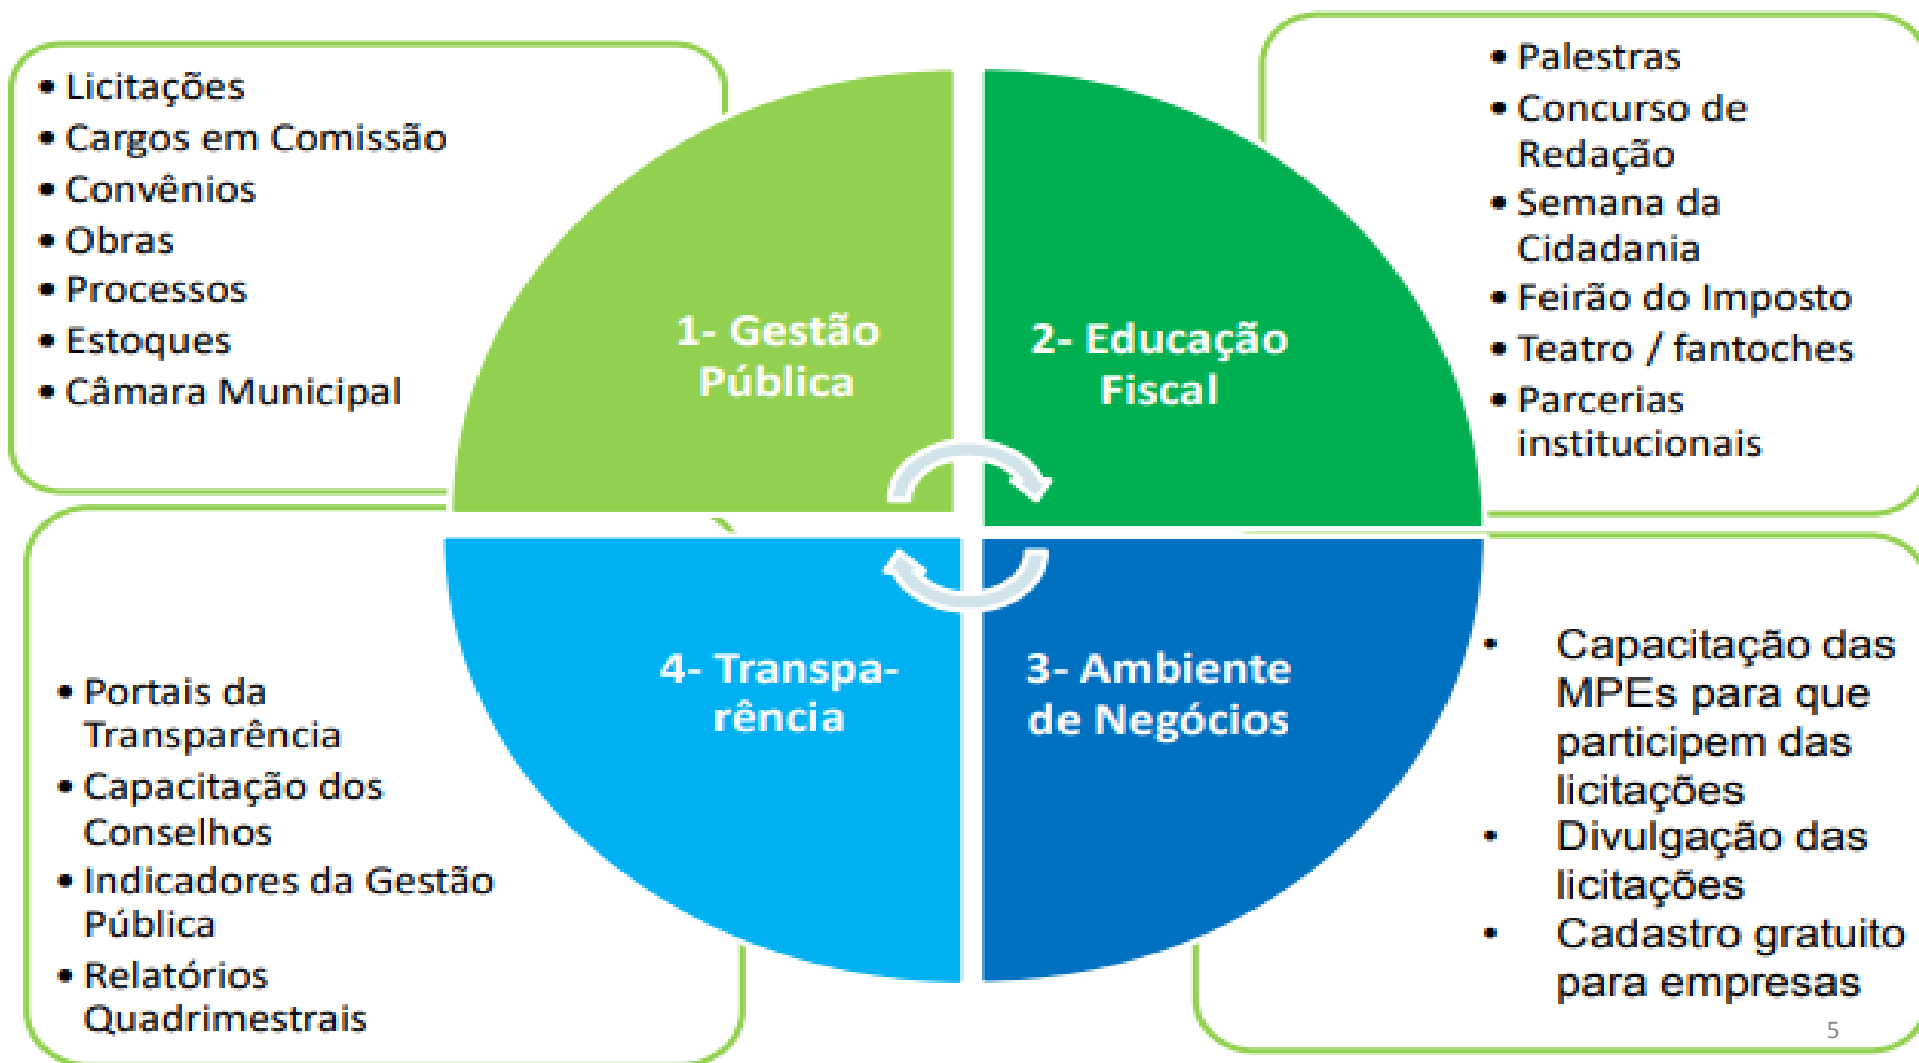 • Licitações
• Cargos em Comissão
• Convênios
• Obras
• Processos
• Estoques
• Câmara Municipal
1- Gestão
Pública
2- Educação
Fiscal
• Palestras
• Concurso de
Redação
• Semana da
Cidadania
• Feirão do Imposto
• Teatro / fantoches
• Parcerias
institucionais
4- Transpa-
rência
3- Ambiente
de Negócios
• Portais da
Transparência
• Capacitação dos
Conselhos
• Indicadores da Gestão
Pública
• Relatórios
Quadrimestrais
• Capacitação das
MPEs para que
participem das
licitações
• Divulgação das
licitações
• Cadastro gratuito
para empresas
5